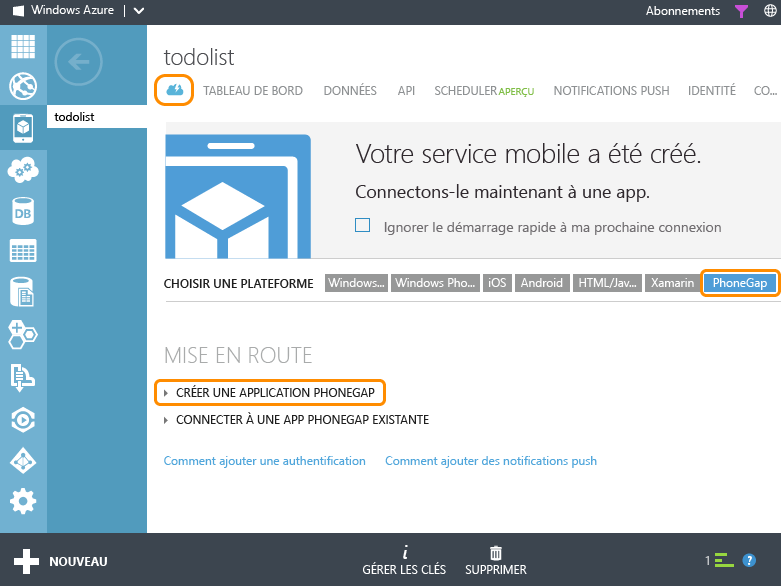 Windows Azure
Abonnements
todolist
todolist
TABLEAU DE BORD DONNÉES API SCHEDULER APERÇU NOTIFICATIONS PUSH IDENTITÉ CO...
Votre service mobile a été créé.
Connectons-le maintenant à une app.
Ignorer le démarrage rapide à ma prochaine connexion
CHOISIR UNE PLATEFORME Windows... Windows Pho... iOS Android HTML/Jav... Xamarin PhoneGap
MISE EN ROUTE
CRÉER UNE APPLICATION PHONEGAP
CONNECTER À UNE APP PHONEGAP EXISTANTE
Comment ajouter une authentification Comment ajouter des notifications push
DB
NOUVEAU
GÉRER LES CLÉS
SUPPRIMER
1
?